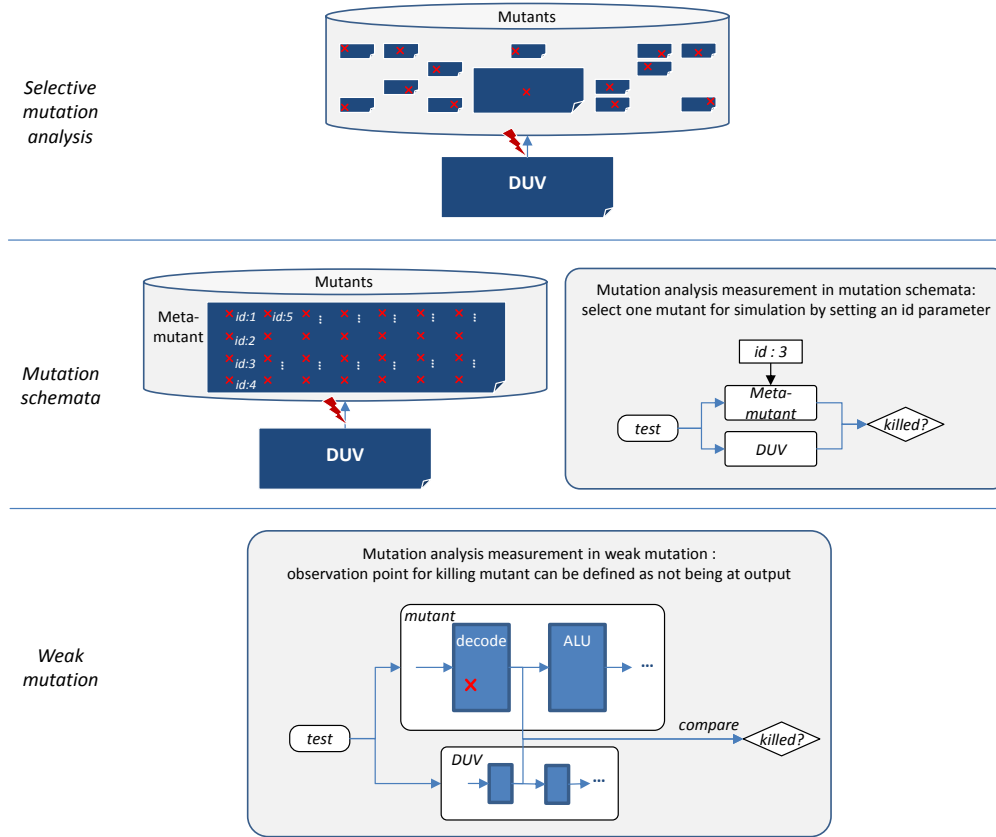 Mutants
Selective
mutation
analysis
DUV
Mutants
Meta-
mutant
id:1 id:5
id:2
id:3
id:4
Mutation
schemata
DUV
Mutation analysis measurement in mutation schemata:
select one mutant for simulation by setting an id parameter
id : 3
Meta-
mutant
test
killed?
DUV
Mutation analysis measurement in weak mutation :
observation point for killing mutant can be defined as not being at output
mutant
decode
ALU
...
Weak
mutation
compare
test
killed?
DUV
...